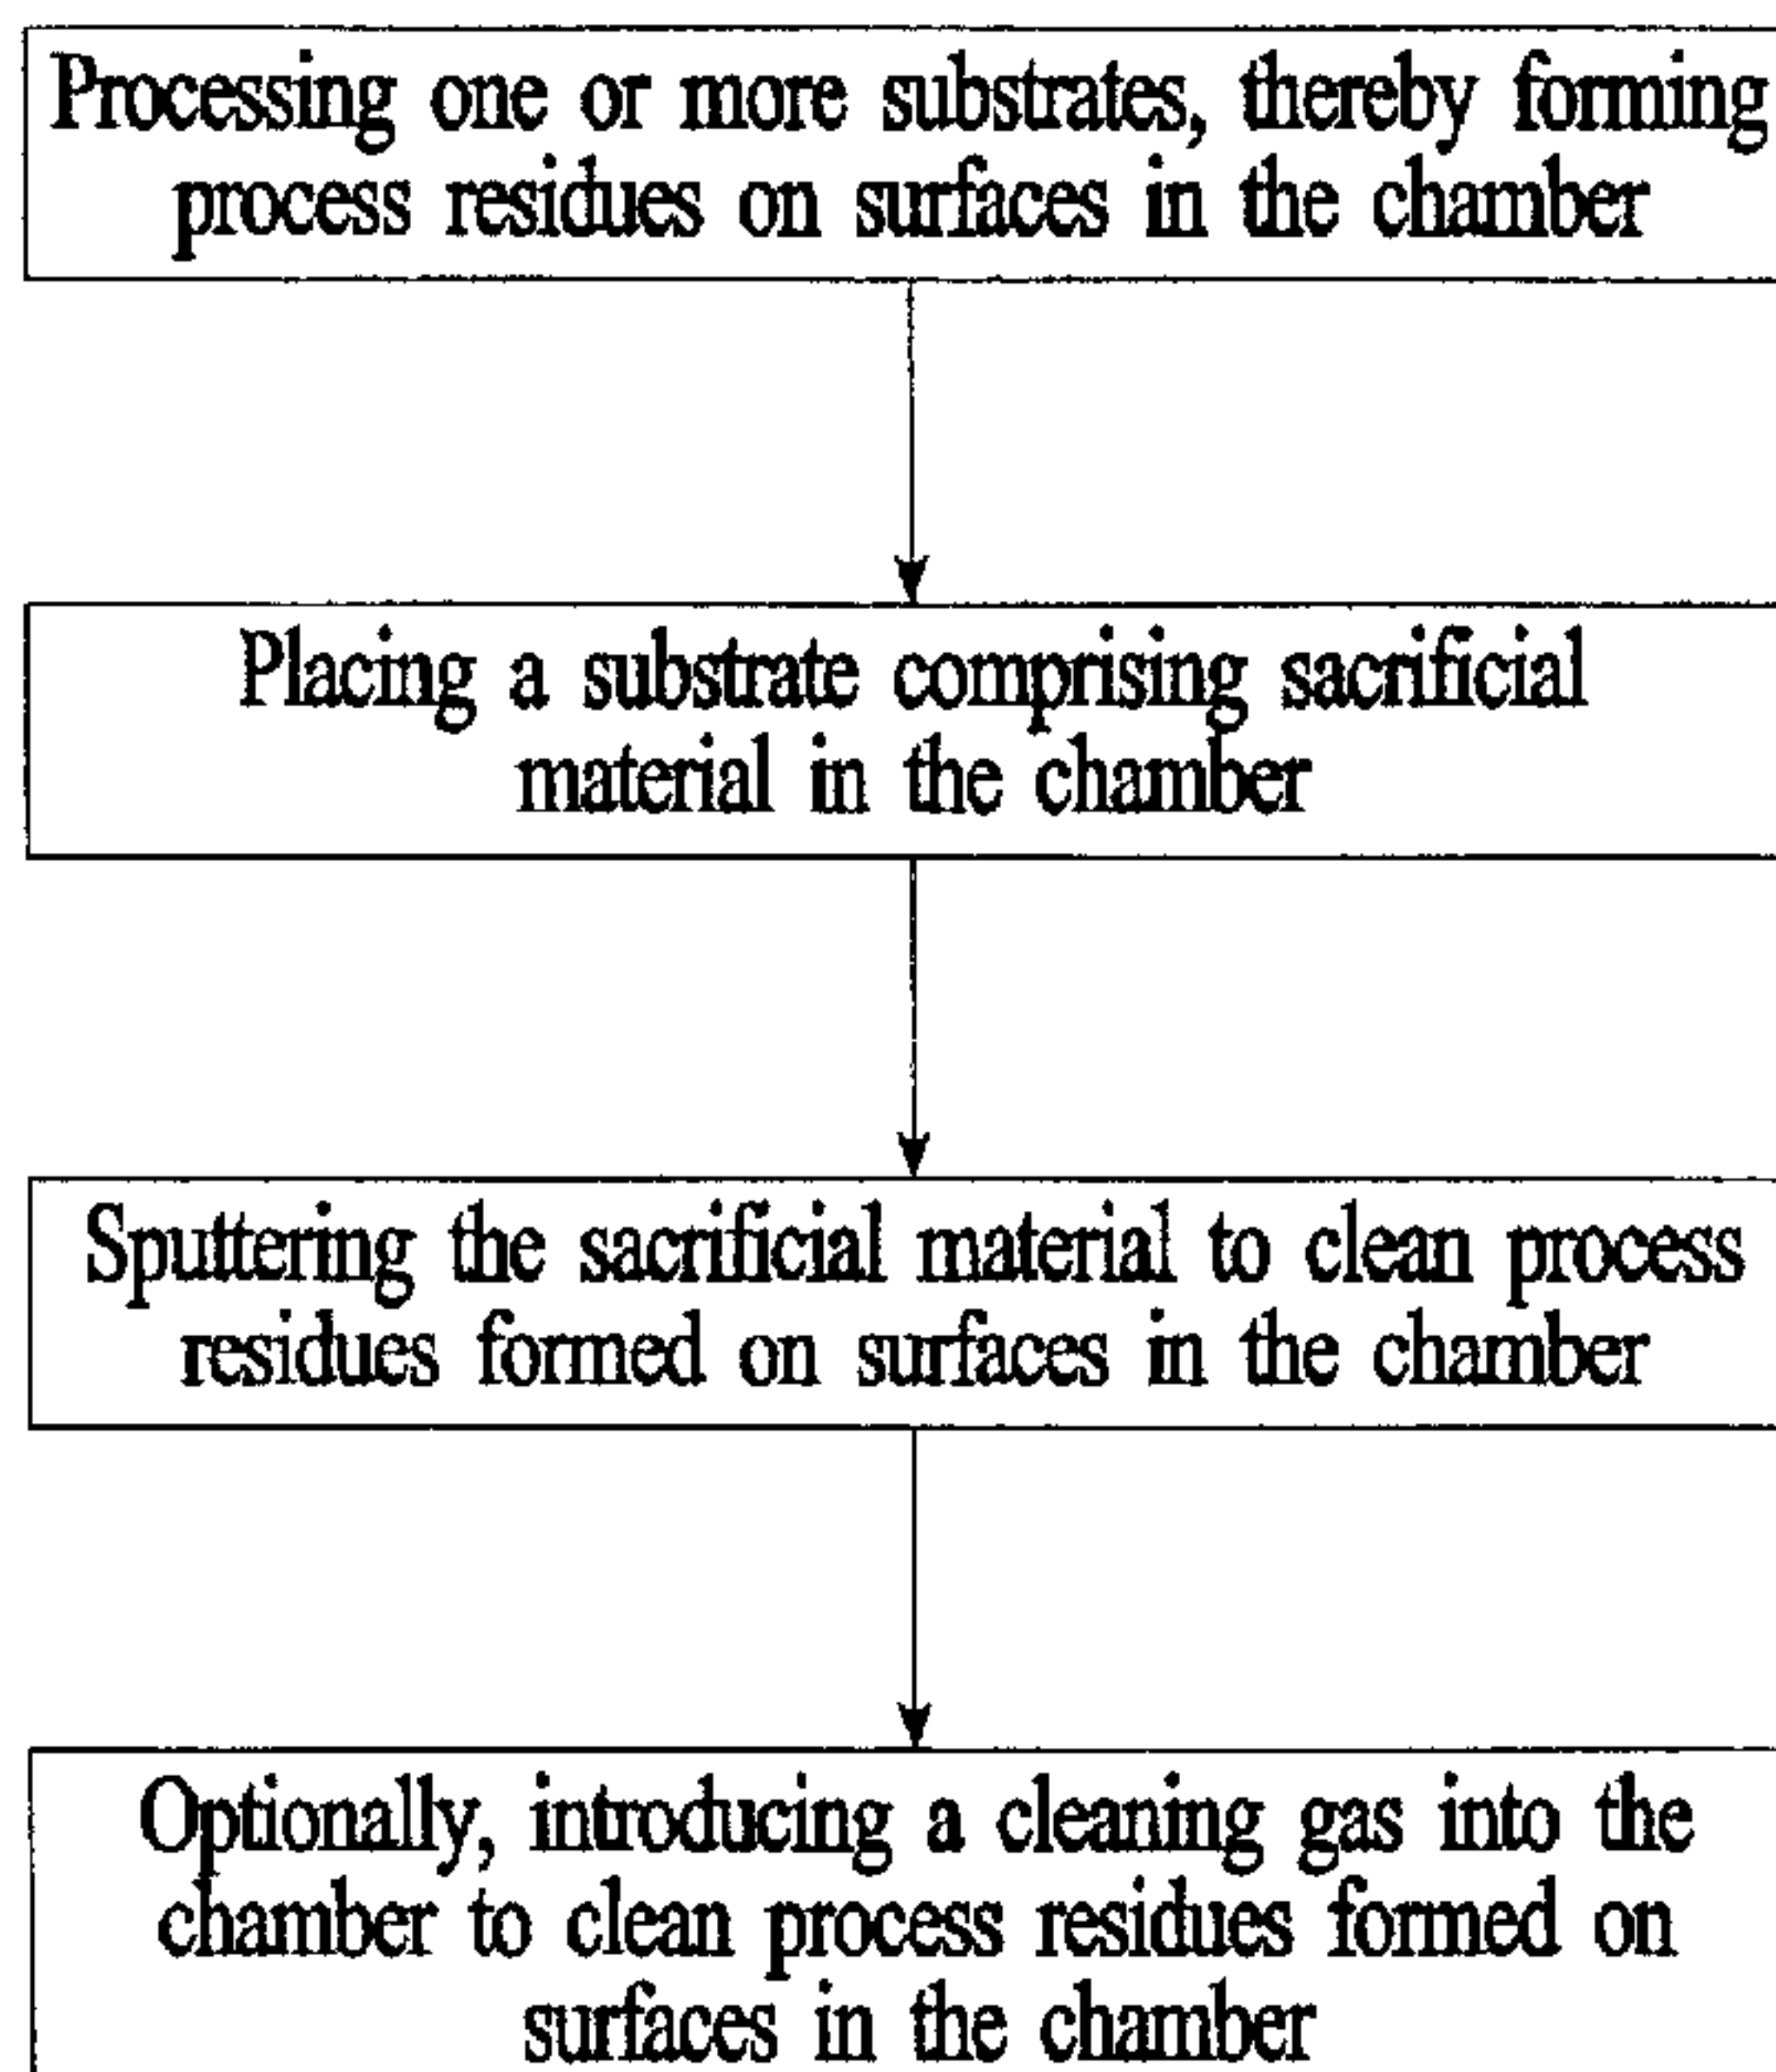 Processing one or more substrates, thereby forming
process residues on surfaces in the chamber
Placing a substrate comprising sacrificial
material in the chamber
Sputtering the sacrificial material to clean process
residues formed on surfaces in the chamber
Optionally, introducing a cleaning gas into the
chamber to clean process residues formed on
surfaces in the chamber